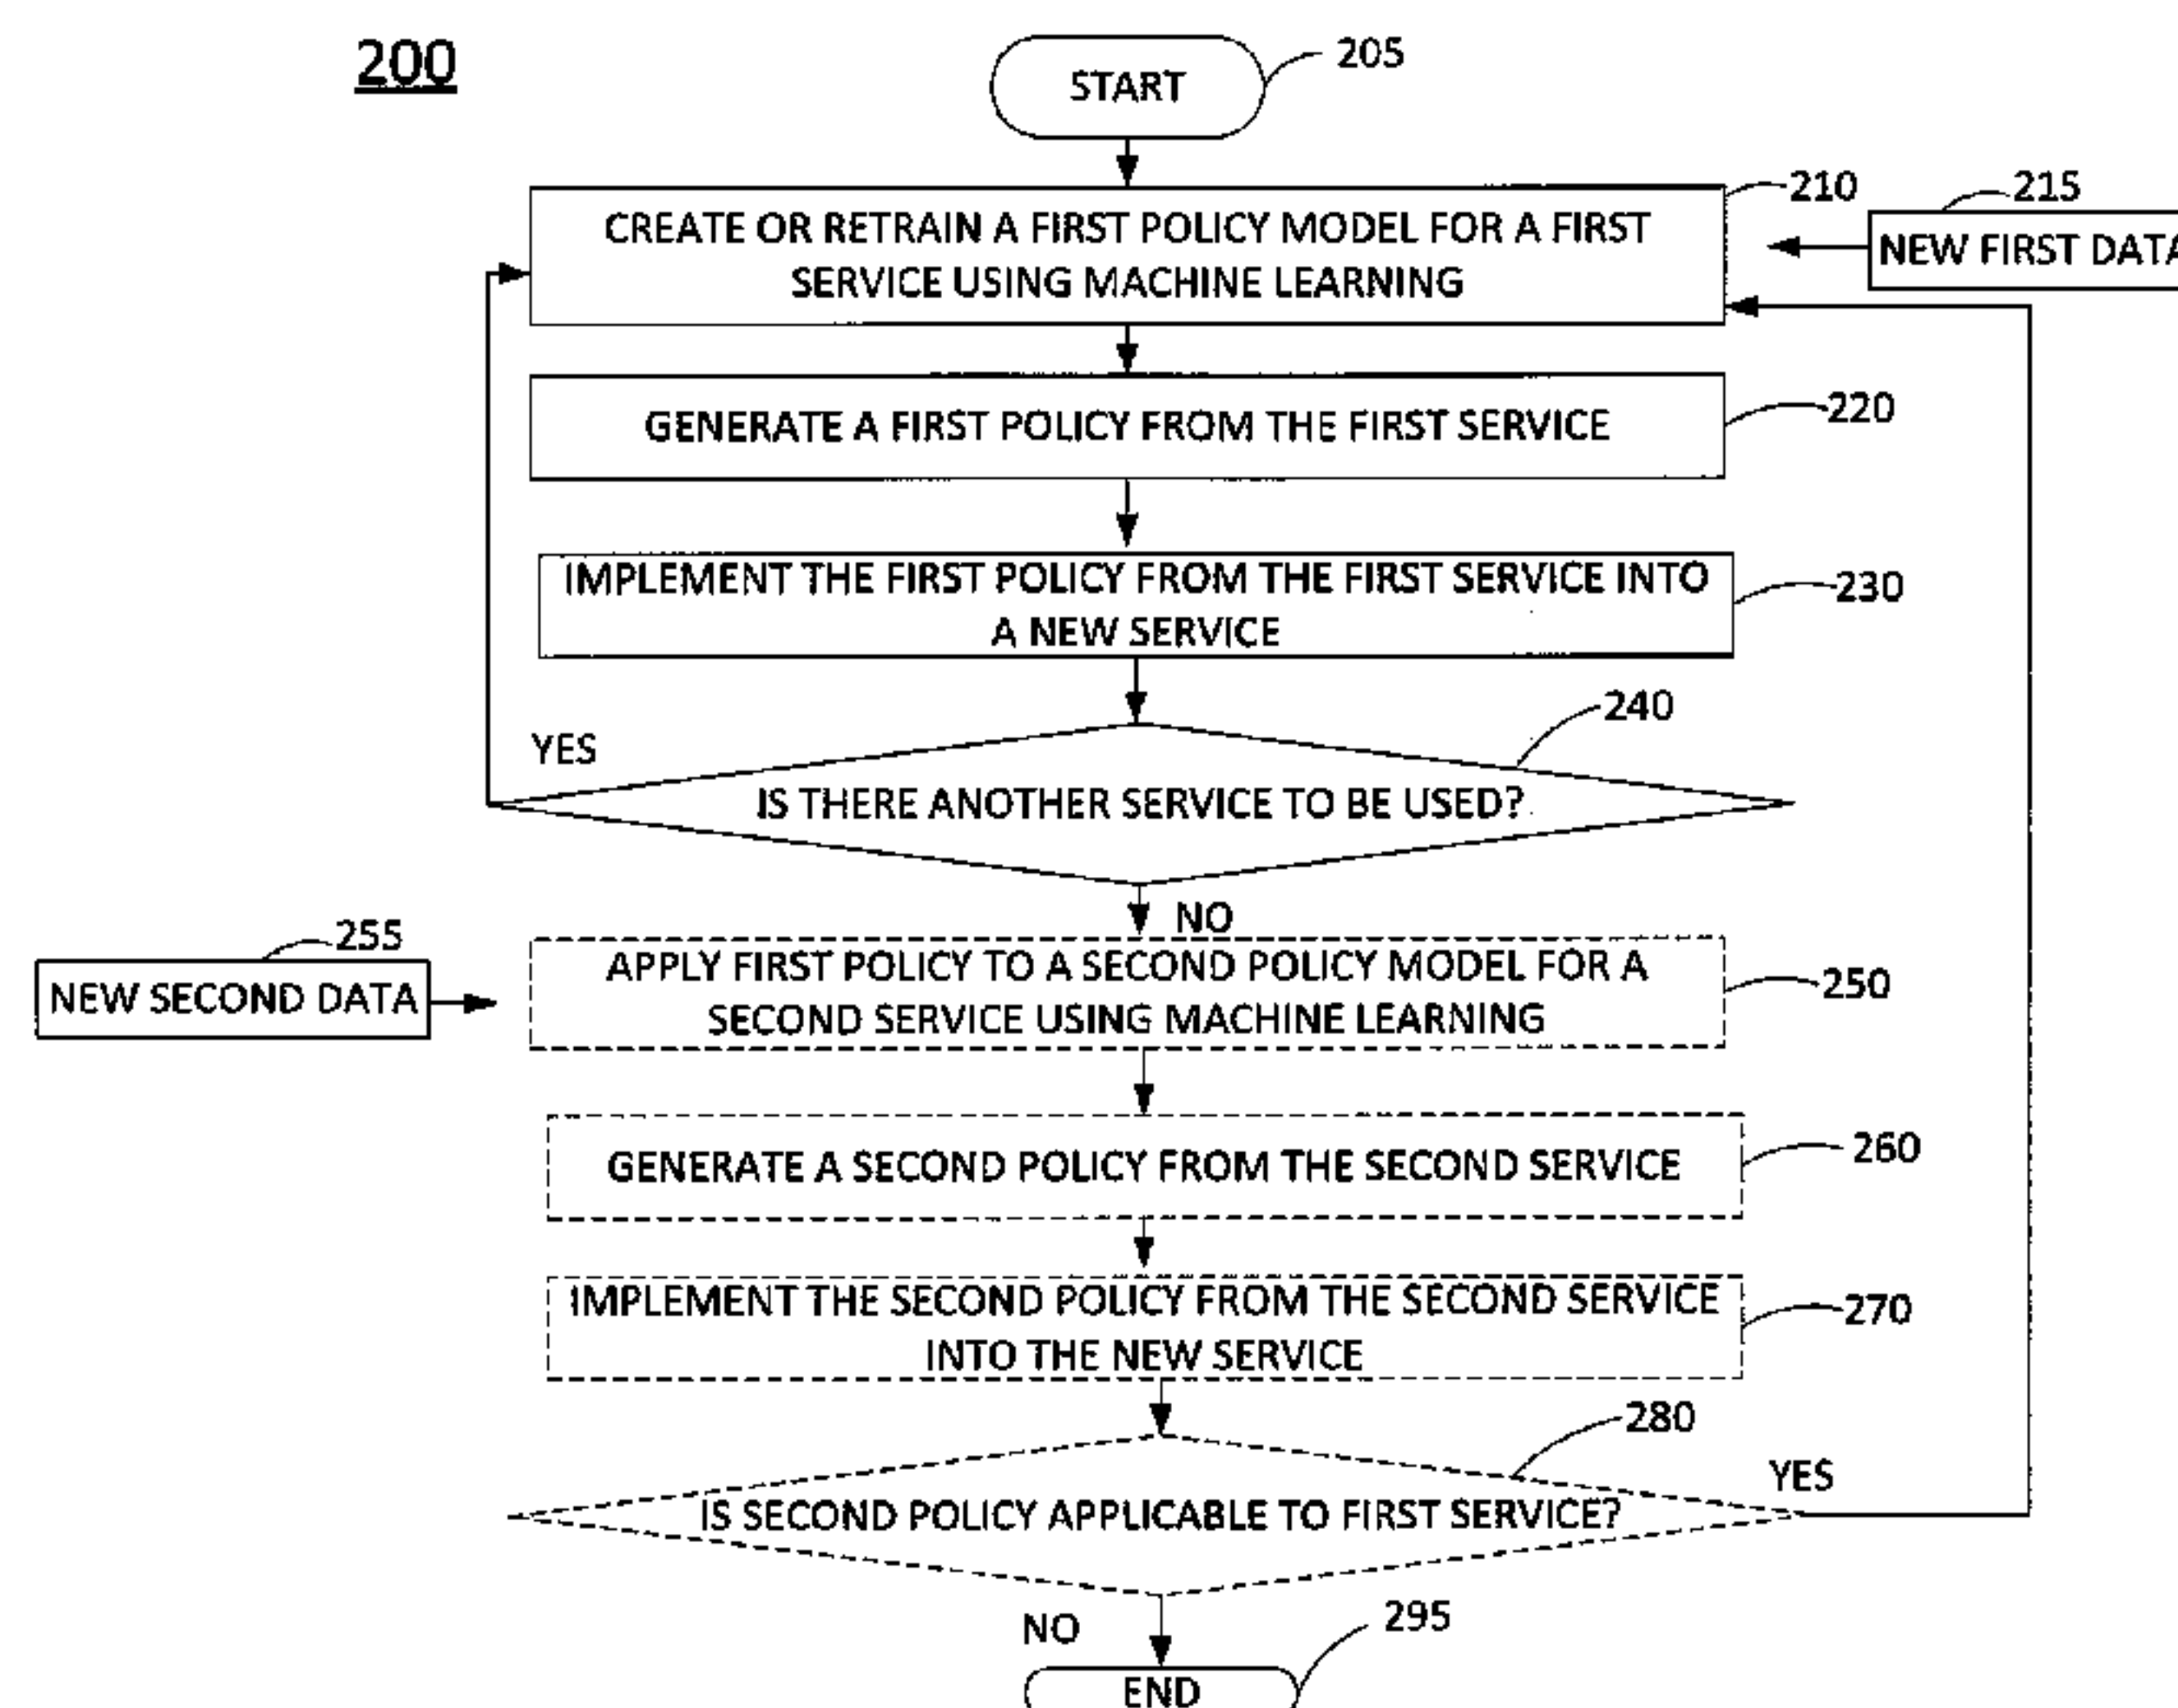 200
START
205
CREATE OR RETRAIN A FIRST POLICY MODEL FOR A FIRST
SERVICE USING MACHINE LEARNING
210
215
NEW FIRST DATA
GENERATE A FIRST POLICY FROM THE FIRST SERVICE
220
IMPLEMENT THE FIRST POLICY FROM THE FIRST SERVICE INTO
A NEW SERVICE
230
240
YES
IS THERE ANOTHER SERVICE TO BE USED?
NO
255
NEW SECOND DATA
APPLY FIRST POLICY TO A SECOND POLICY MODEL FOR A
SECOND SERVICE USING MACHINE LEARNING
250
GENERATE A SECOND POLICY FROM THE SECOND SERVICE
260
IMPLEMENT THE SECOND POLICY FROM THE SECOND SERVICE
INTO THE NEW SERVICE
270
280
YES
IS SECOND POLICY APPLICABLE TO FIRST SERVICE?
NO
295
END